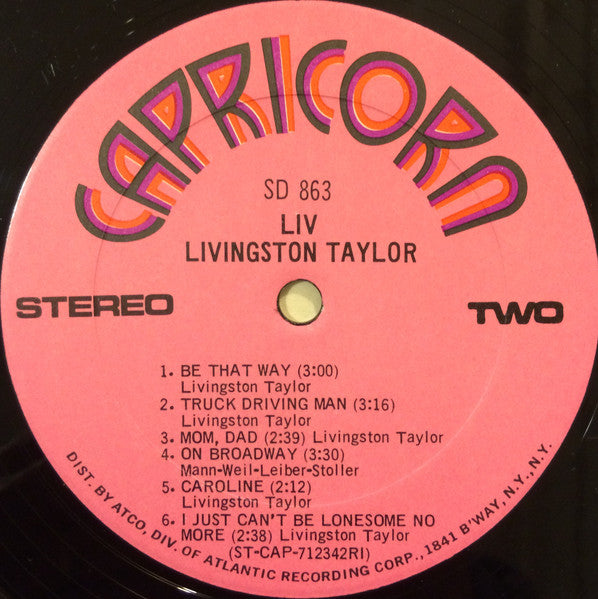 CAPRICORN
SD 863
LIV
LIVINGSTON TAYLOR
STEREO
TWO
1. BE THAT WAY (3:00)
Livingston Taylor
2. TRUCK DRIVING MAN (3:16)
Livingston Taylor
3. MOM, DAD (2:39) Livingston Taylor
4. ON BROADWAY (3:30)
Mann-Weil-Leiber-Stoller
5. CAROLINE (2:12)
Livingston Taylor
6. I JUST CAN'T BE LONESOME NO
MORE (2:38) Livingston Taylor
(ST-CAP-712342RI)
DIST. BY ATCO, DIV. OF ATLANTIC RECORDING CORP., 1841 B'WAY, N.Y., N.Y.